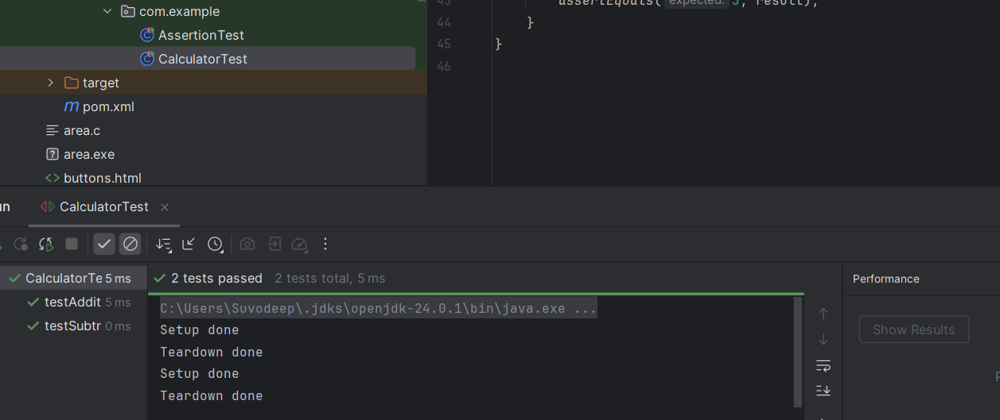 com.example
AssertionTest
CalculatorTest
target
pom.xml
area.c
area.exe
buttons.html
43 assertEquals( expected: 3, result);
44 }
45 }
46
un
CalculatorTest
CalculatorTe 5 ms
testAddit 5 ms
testSubtr 0 ms
2 tests passed 2 tests total, 5 ms
C:\Users\Suvodeep\.jdks\openjdk-24.0.1\bin\java.exe ...
Setup done
Teardown done
Setup done
Teardown done
Performance
Show Results